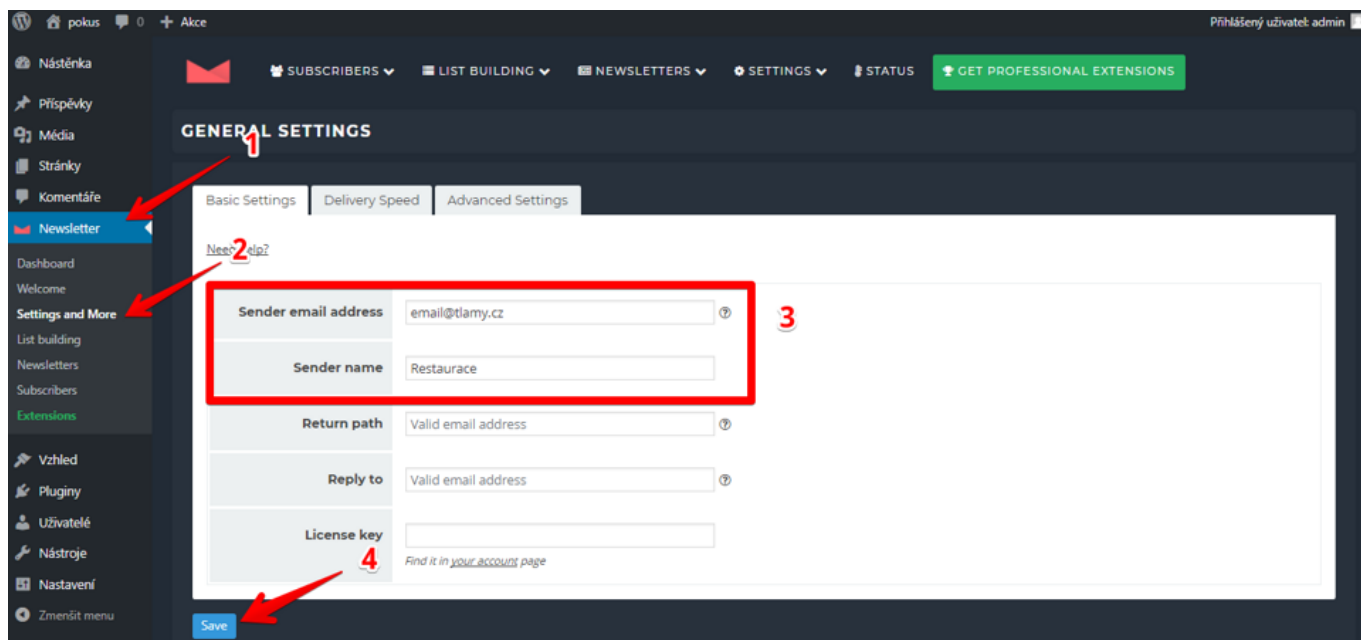 pokus 0 + Akce Přihlášený uživatel: admin
Nástěnka
Příspěvky
Média
Stránky
Komentáře
Newsletter
Dashboard
Welcome
Settings and More
List building
Newsletters
Subscribers
Extensions
Vzhled
Pluginy
Uživatelé
Nástroje
Nastavení
Zmenšit menu
SUBSCRIBERS LIST BUILDING NEWSLETTERS SETTINGS STATUS GET PROFESSIONAL EXTENSIONS
GENERAL SETTINGS
1
Basic Settings Delivery Speed Advanced Settings
2
Need help?
Sender email address email@tlamy.cz ?
3
Sender name Restaurace
Return path Valid email address ?
Reply to Valid email address ?
License key
Find it in your account page
4
Save